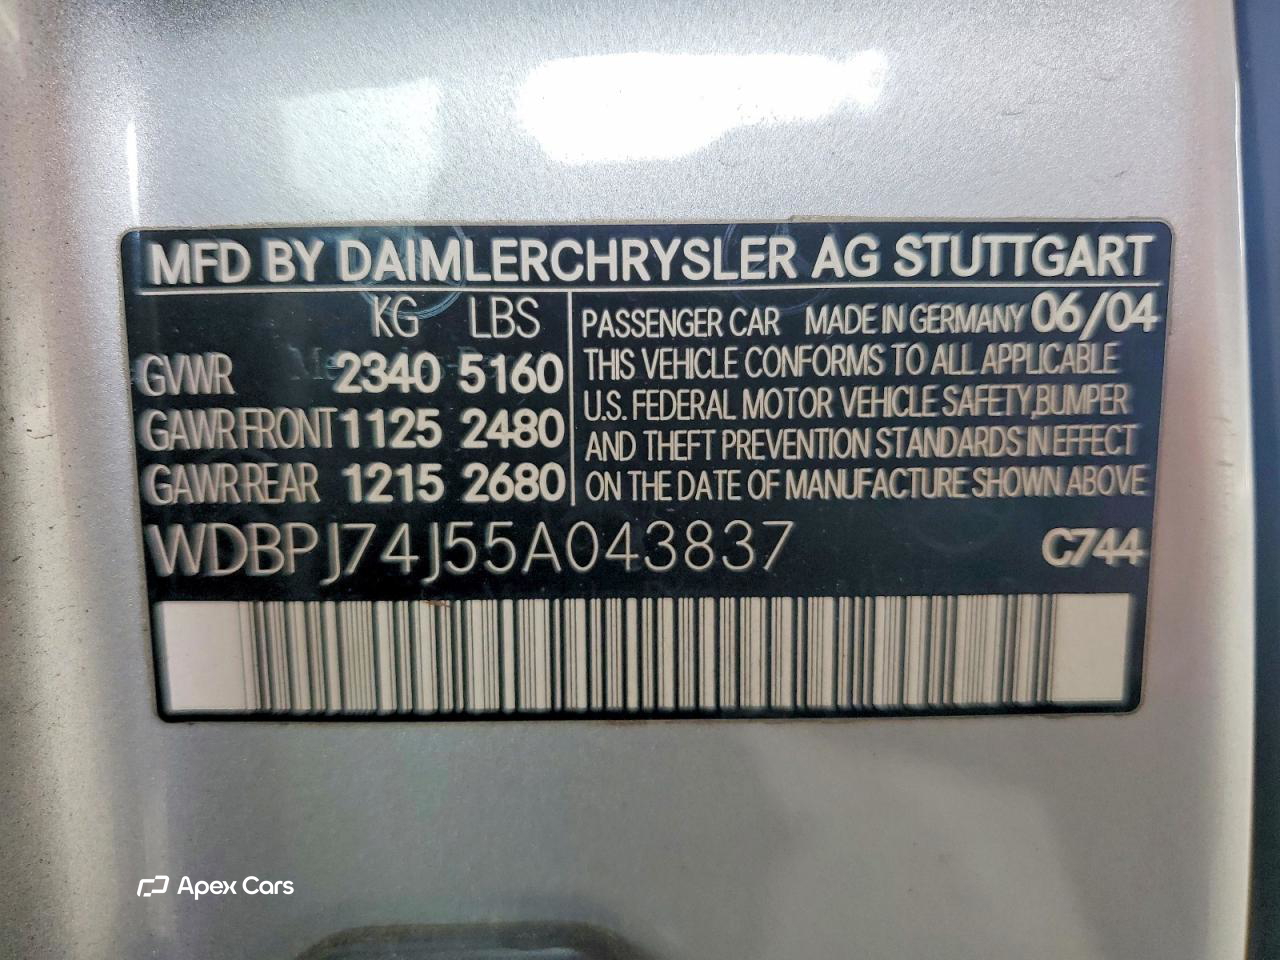 MFD BY DAIMLERCHRYSLER AG STUTTGART
KG LBS
GVWR 2340 5160
GAWR FRONT 1125 2480
GAWR REAR 1215 2680
PASSENGER CAR MADE IN GERMANY 06/04
THIS VEHICLE CONFORMS TO ALL APPLICABLE
U.S. FEDERAL MOTOR VEHICLE SAFETY,BUMPER
AND THEFT PREVENTION STANDARDS IN EFFECT
ON THE DATE OF MANUFACTURE SHOWN ABOVE
WDBPJ74J55A043837 C744
Apex Cars